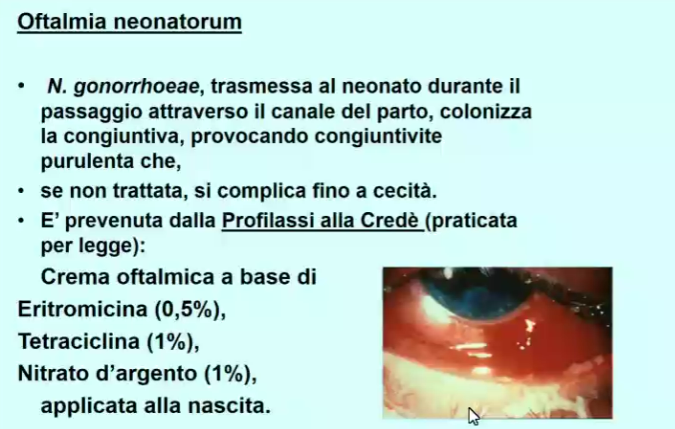 Oftalmia neonatorum
• N. gonorrhoeae, trasmessa al neonato durante il
passaggio attraverso il canale del parto, colonizza
la congiuntiva, provocando congiuntivite
purulenta che,
• se non trattata, si complica fino a cecità.
• E’ prevenuta dalla Profilassi alla Credè (praticata
per legge):
Crema oftalmica a base di
Eritromicina (0,5%),
Tetraciclina (1%),
Nitrato d’argento (1%),
applicata alla nascita.